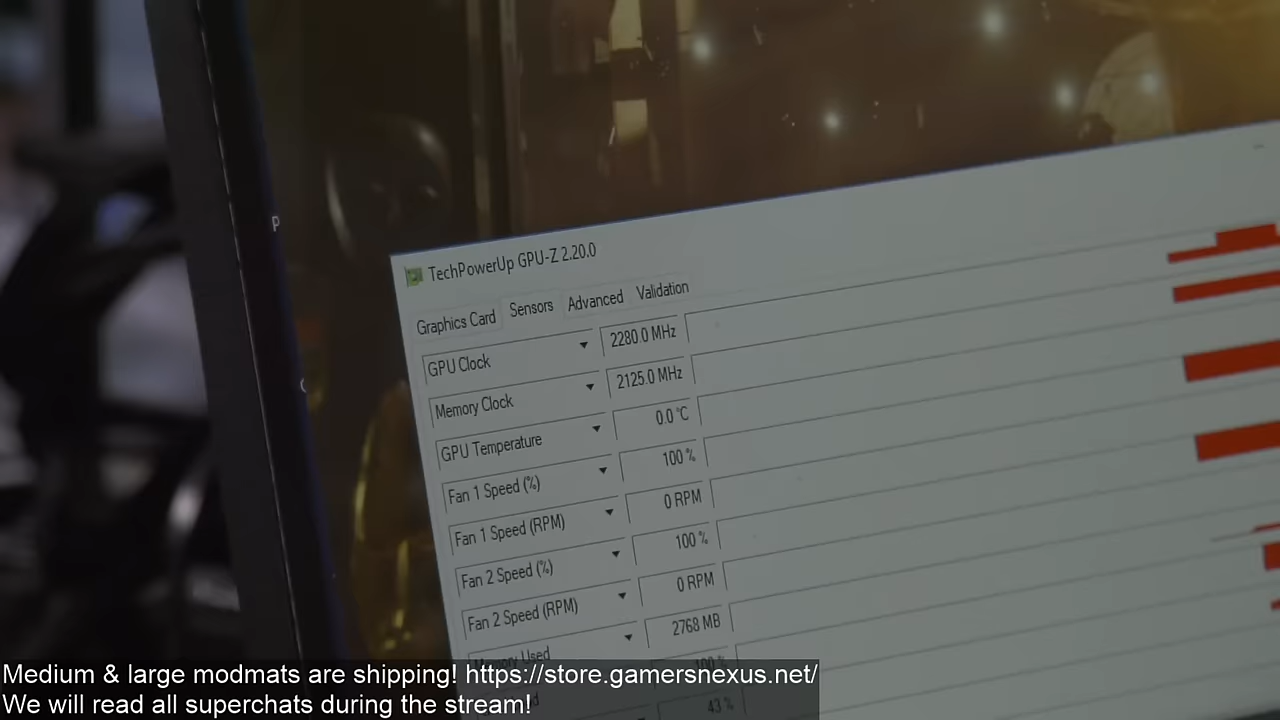 P
TechPowerUp GPU-Z 2.20.0
Graphics Card Sensors Advanced Validation
GPU Clock 2280.0 MHz
Memory Clock 2125.0 MHz
GPU Temperature 0.0 °C
Fan 1 Speed (%) 100 %
Fan 1 Speed (RPM) 0 RPM
Fan 2 Speed (%) 100 %
Fan 2 Speed (RPM) 0 RPM
Used 2768 MB
100 %
43 %
Medium & large modmats are shipping! https://store.gamersnexus.net/
We will read all superchats during the stream!